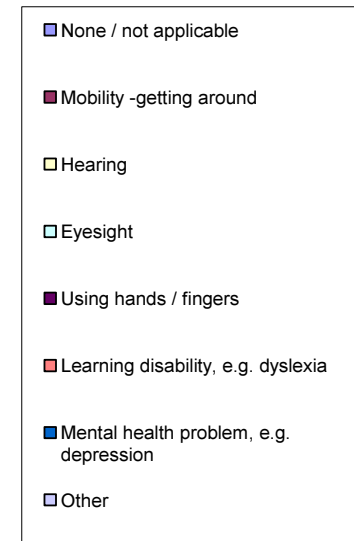 None / not applicable
Mobility -getting around
Hearing
Eyesight
Using hands / fingers
Learning disability, e.g. dyslexia
Mental health problem, e.g.
depression
Other